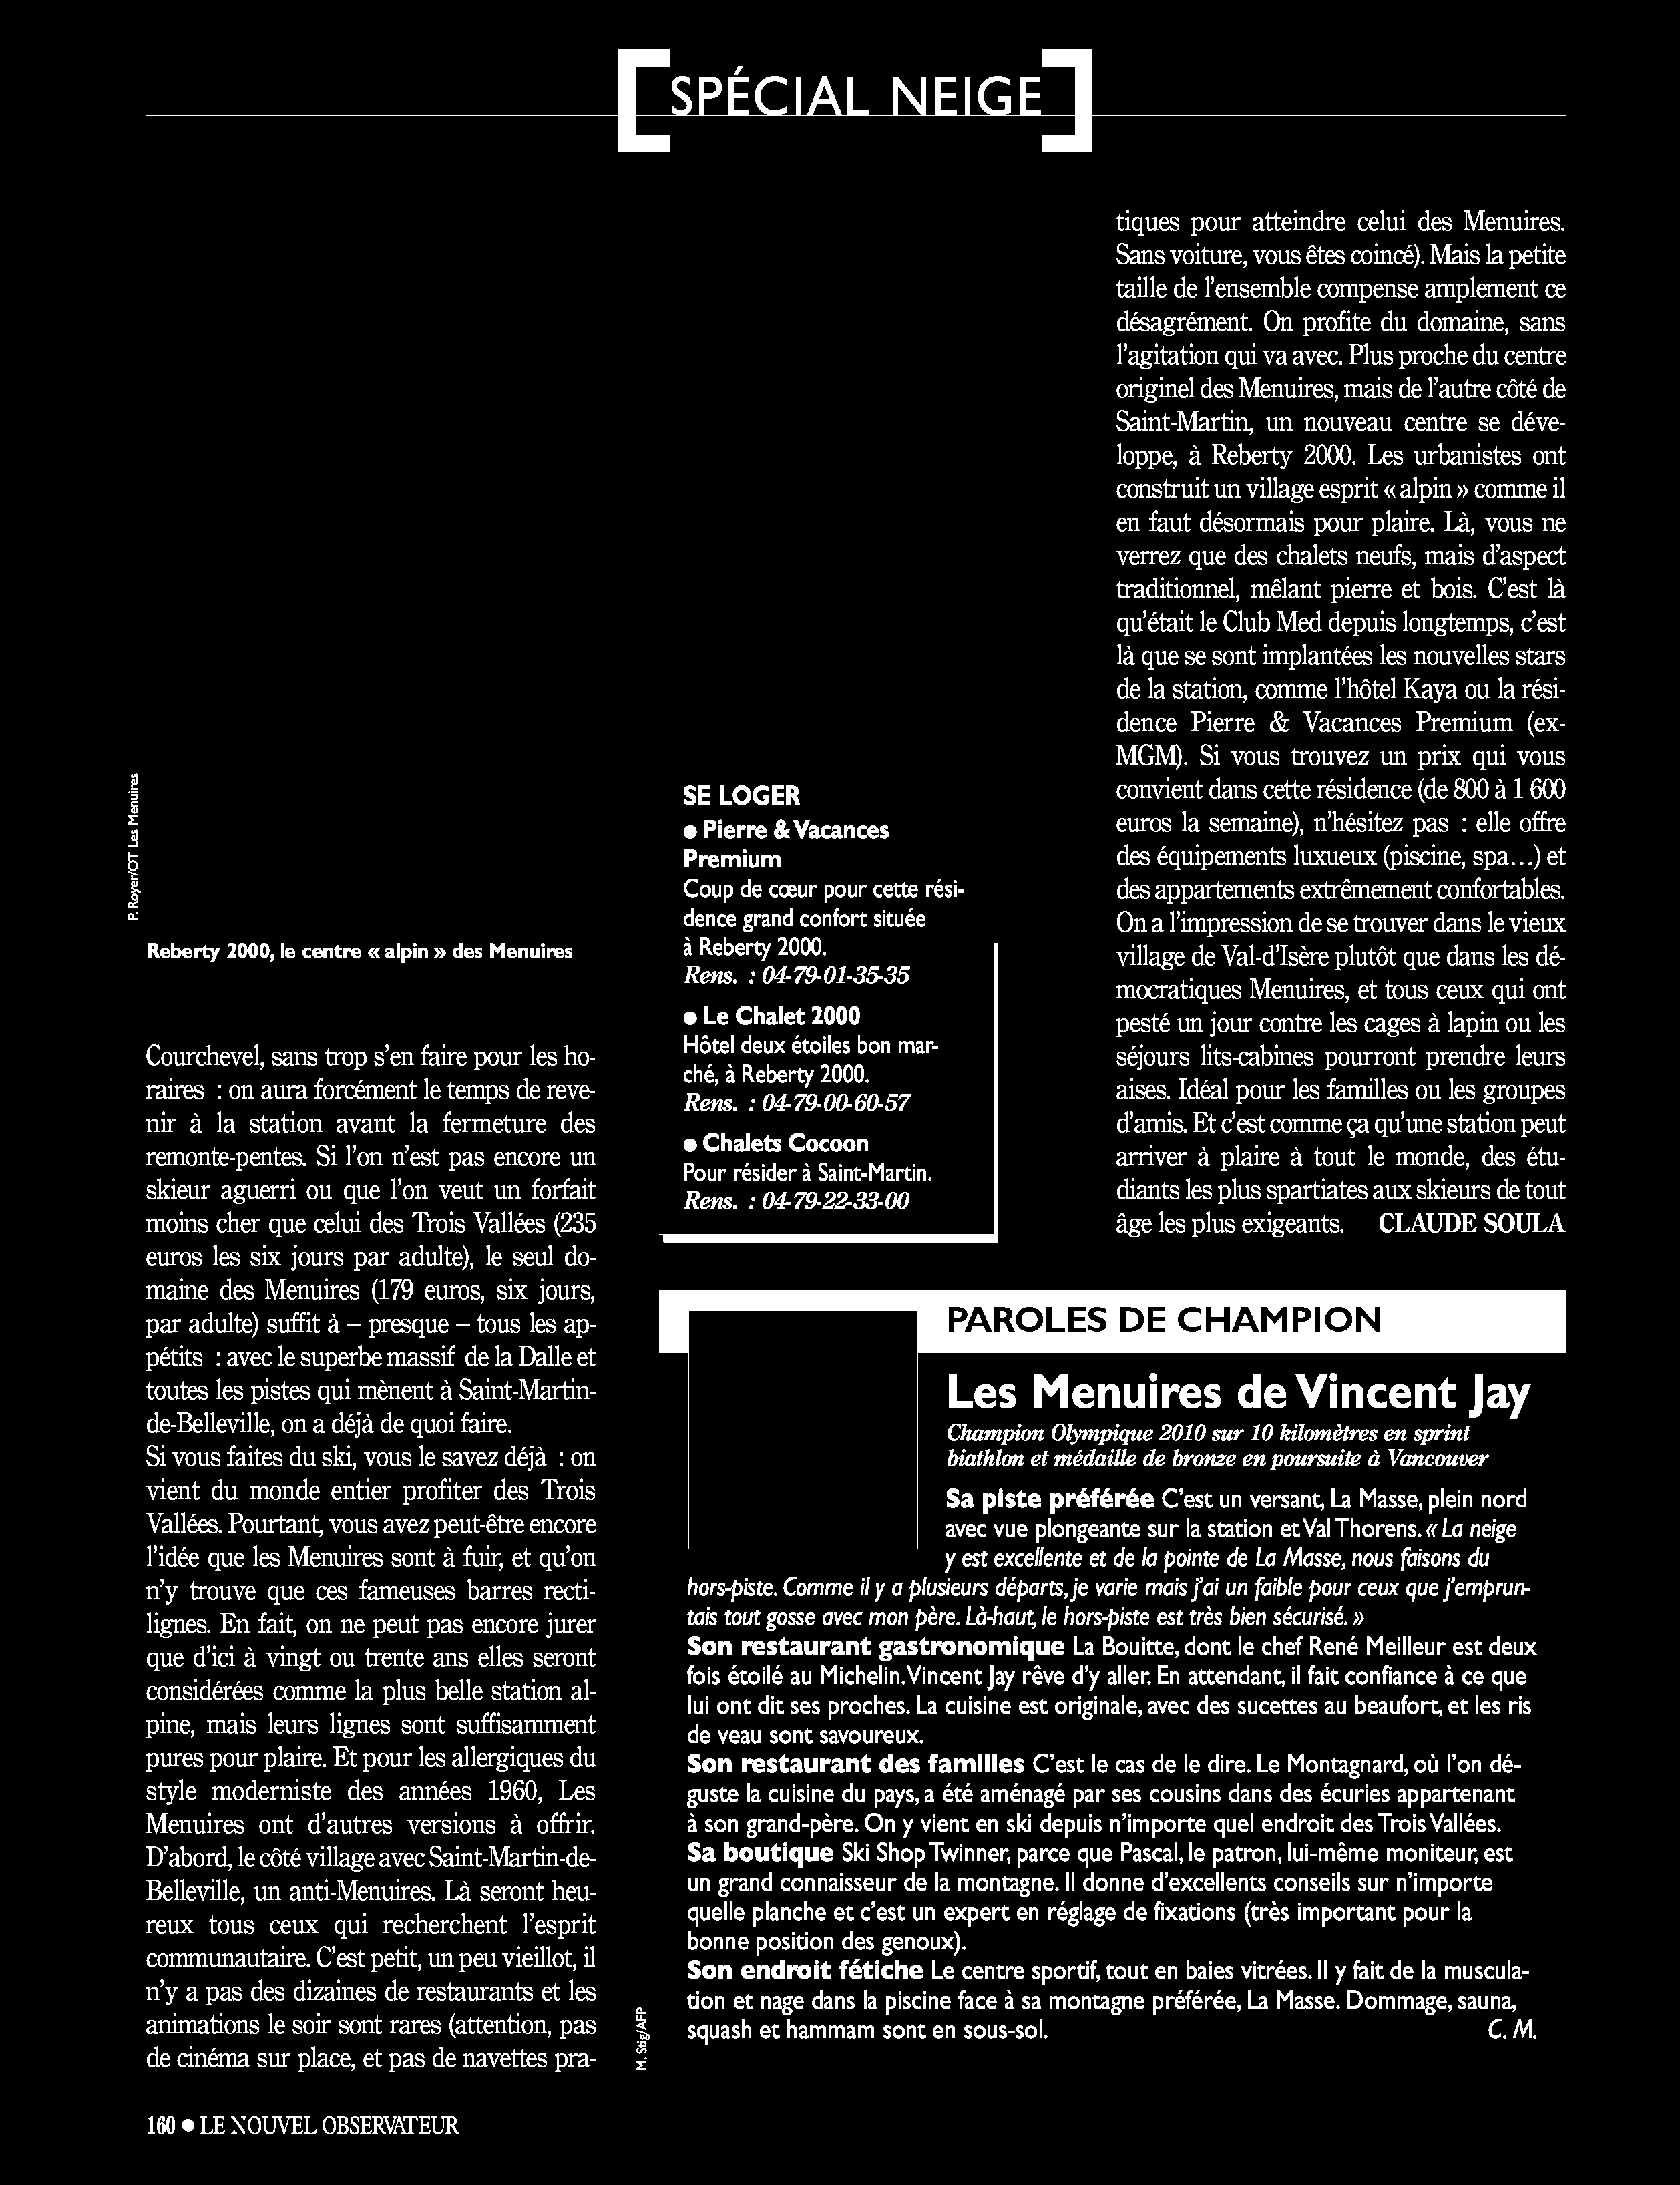 SPÉCIAL NEIGE
P. Royer/OT Les Menuires
Reberty 2000, le centre « alpin » des Menuires
Courchevel, sans trop s’en faire pour les ho-
raires : on aura forcément le temps de reve-
nir à la station avant la fermeture des
remonte-pentes. Si l’on n’est pas encore un
skieur aguerri ou que l’on veut un forfait
moins cher que celui des Trois Vallées (235
euros les six jours par adulte), le seul do-
maine des Menuires (179 euros, six jours,
par adulte) suffit à – presque – tous les ap-
pétits : avec le superbe massif de la Dalle et
toutes les pistes qui mènent à Saint-Martin-
de-Belleville, on a déjà de quoi faire.
Si vous faites du ski, vous le savez déjà : on
vient du monde entier profiter des Trois
Vallées. Pourtant, vous avez peut-être encore
l’idée que les Menuires sont à fuir, et qu’on
n’y trouve que ces fameuses barres recti-
lignes. En fait, on ne peut pas encore jurer
que d’ici à vingt ou trente ans elles seront
considérées comme la plus belle station al-
pine, mais leurs lignes sont suffisamment
pures pour plaire. Et pour les allergiques du
style moderniste des années 1960, Les
Menuires ont d’autres versions à offrir.
D’abord, le côté village avec Saint-Martin-de-
Belleville, un anti-Menuires. Là seront heu-
reux tous ceux qui recherchent l’esprit
communautaire. C’est petit, un peu vieillot, il
n’y a pas des dizaines de restaurants et les
animations le soir sont rares (attention, pas
de cinéma sur place, et pas de navettes pra-
SE LOGER
● Pierre & Vacances
Premium
Coup de cœur pour cette rési-
dence grand confort située
à Reberty 2000.
Rens. : 04-79-01-35-35
● Le Chalet 2000
Hôtel deux étoiles bon mar-
ché, à Reberty 2000.
Rens. : 04-79-00-60-57
● Chalets Cocoon
Pour résider à Saint-Martin.
Rens. : 04-79-22-33-00
tiques pour atteindre celui des Menuires.
Sans voiture, vous êtes coincé). Mais la petite
taille de l’ensemble compense amplement ce
désagrément. On profite du domaine, sans
l’agitation qui va avec. Plus proche du centre
originel des Menuires, mais de l’autre côté de
Saint-Martin, un nouveau centre se déve-
loppe, à Reberty 2000. Les urbanistes ont
construit un village esprit « alpin » comme il
en faut désormais pour plaire. Là, vous ne
verrez que des chalets neufs, mais d’aspect
traditionnel, mêlant pierre et bois. C’est là
qu’était le Club Med depuis longtemps, c’est
là que se sont implantées les nouvelles stars
de la station, comme l’hôtel Kaya ou la rési-
dence Pierre & Vacances Premium (ex-
MGM). Si vous trouvez un prix qui vous
convient dans cette résidence (de 800 à 1 600
euros la semaine), n’hésitez pas : elle offre
des équipements luxueux (piscine, spa…) et
des appartements extrêmement confortables.
On a l’impression de se trouver dans le vieux
village de Val-d’Isère plutôt que dans les dé-
mocratiques Menuires, et tous ceux qui ont
pesté un jour contre les cages à lapin ou les
séjours lits-cabines pourront prendre leurs
aises. Idéal pour les familles ou les groupes
d’amis. Et c’est comme ça qu’une station peut
arriver à plaire à tout le monde, des étu-
diants les plus spartiates aux skieurs de tout
âge les plus exigeants. CLAUDE SOULA
PAROLES DE CHAMPION
Les Menuires de Vincent Jay
Champion Olympique 2010 sur 10 kilomètres en sprint
biathlon et médaille de bronze en poursuite à Vancouver
Sa piste préférée C’est un versant, La Masse, plein nord
avec vue plongeante sur la station et Val Thorens. « La neige
y est excellente et de la pointe de La Masse, nous faisons du
hors-piste. Comme il y a plusieurs départs, je varie mais j’ai un faible pour ceux que j’emprun-
tais tout gosse avec mon père. Là-haut, le hors-piste est très bien sécurisé. »
Son restaurant gastronomique La Bouitte, dont le chef René Meilleur est deux
fois étoilé au Michelin. Vincent Jay rêve d’y aller. En attendant, il fait confiance à ce que
lui ont dit ses proches. La cuisine est originale, avec des sucettes au beaufort, et les ris
de veau sont savoureux.
Son restaurant des familles C’est le cas de le dire. Le Montagnard, où l’on dé-
guste la cuisine du pays, a été aménagé par ses cousins dans des écuries appartenant
à son grand-père. On y vient en ski depuis n’importe quel endroit des Trois Vallées.
Sa boutique Ski Shop Twinner, parce que Pascal, le patron, lui-même moniteur, est
un grand connaisseur de la montagne. Il donne d’excellents conseils sur n’importe
quelle planche et c’est un expert en réglage de fixations (très important pour la
bonne position des genoux).
Son endroit fétiche Le centre sportif, tout en baies vitrées. Il y fait de la muscula-
tion et nage dans la piscine face à sa montagne préférée, La Masse. Dommage, sauna,
squash et hammam sont en sous-sol. C. M.
M. Stig/AFP
160 ● LE NOUVEL OBSERVATEUR